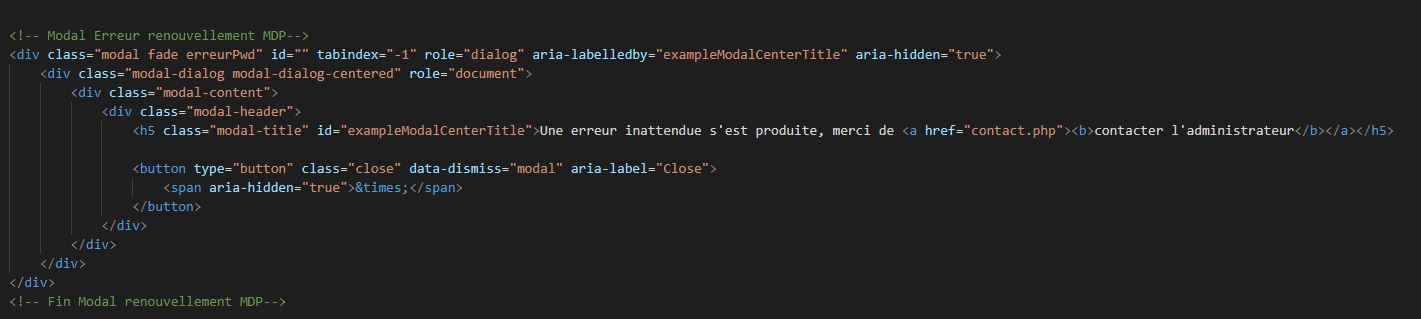 <!-- Modal Erreur renouvellement MDP-->
<div class="modal fade erreurPwd" id="" tabindex="-1" role="dialog" aria-labelledby="exampleModalCenterTitle" aria-hidden="true">
<div class="modal-dialog modal-dialog-centered" role="document">
<div class="modal-content">
<div class="modal-header">
<h5 class="modal-title" id="exampleModalCenterTitle">Une erreur inattendue s'est produite, merci de <a href="contact.php"><b>contacter l'administrateur</b></a></h5>
<button type="button" class="close" data-dismiss="modal" aria-label="Close">
<span aria-hidden="true">&times;</span>
</button>
</div>
</div>
</div>
</div>
<!-- Fin Modal renouvellement MDP-->